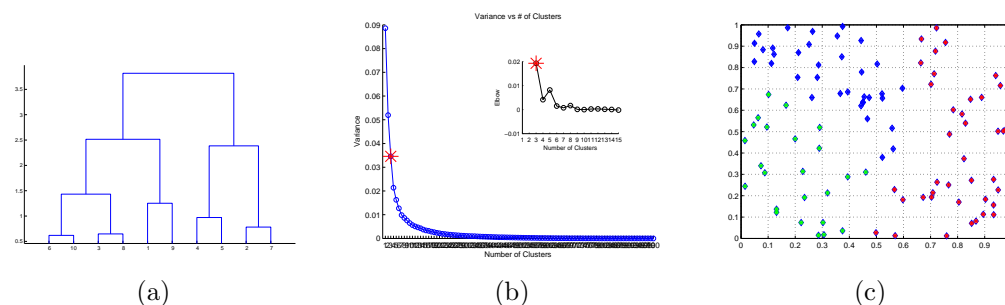 3.5
3
2.5
2
1.5
1
0.5
6 10 3 8 1 9 4 5 2 7
(a)
Variance vs # of Clusters
0.09
0.08
0.07
0.06
0.05
0.04
0.03
0.02
0.01
0
Variance
Number of Clusters
0.02
0.01
0
−0.01
Elbow
1 2 3 4 5 6 7 8 9 10 11 12 13 14 15
Number of Clusters
(b)
1
0.9
0.8
0.7
0.6
0.5
0.4
0.3
0.2
0.1
0
0 0.1 0.2 0.3 0.4 0.5 0.6 0.7 0.8 0.9
(c)